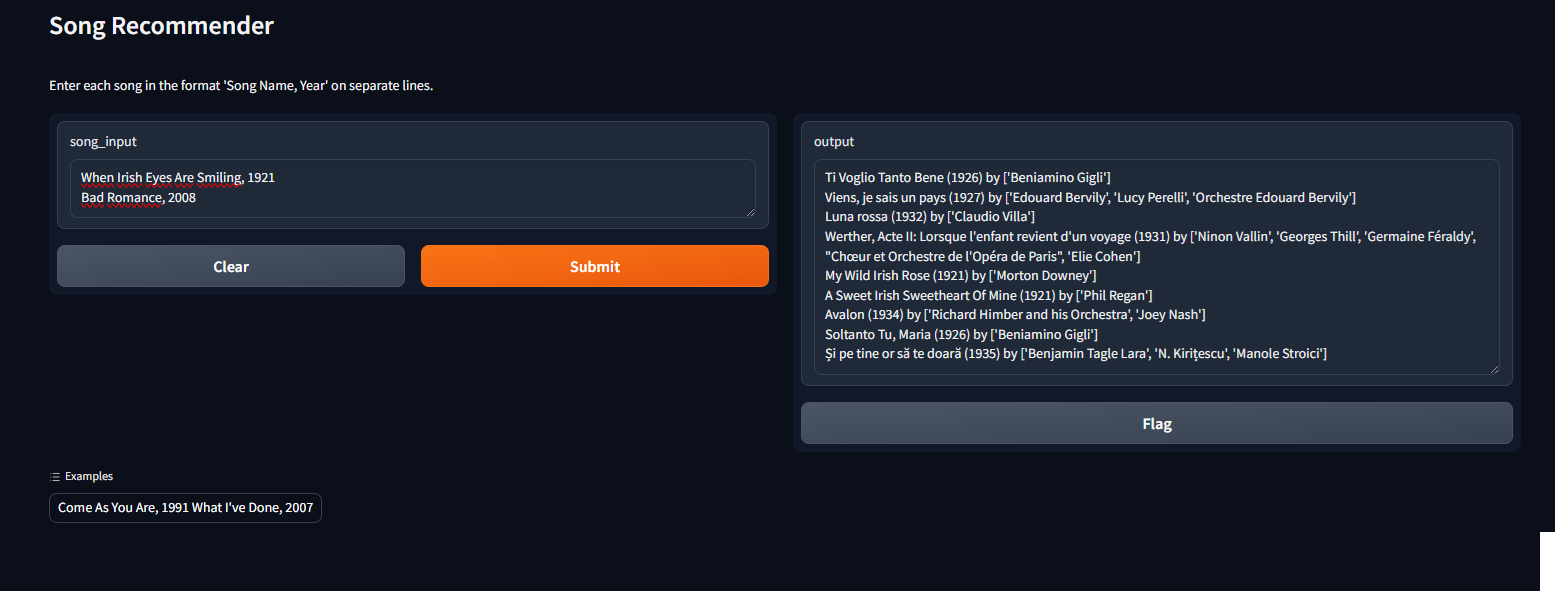 Song Recommender
Enter each song in the format 'Song Name, Year' on separate lines.
song_input
When Irish Eyes Are Smiling, 1921
Bad Romance, 2008
Clear
Submit
output
Ti Voglio Tanto Bene (1926) by ['Beniamino Gigli']
Viens, je sais un pays (1927) by ['Edouard Bervily', 'Lucy Perelli', 'Orchestre Edouard Bervily']
Luna rossa (1932) by ['Claudio Villa']
Werther, Acte II: Lorsque l'enfant revient d'un voyage (1931) by ['Ninon Vallin', 'Georges Thill', 'Germaine Féraldy',
"Chœur et Orchestre de l'Opéra de Paris", 'Elie Cohen']
My Wild Irish Rose (1921) by ['Morton Downey']
A Sweet Irish Sweetheart Of Mine (1921) by ['Phil Regan']
Avalon (1934) by ['Richard Himber and his Orchestra', 'Joey Nash']
Soltanto Tu, Maria (1926) by ['Beniamino Gigli']
Și pe tine or să te doară (1935) by ['Benjamin Tagle Lara', 'N. Kirițescu', 'Manole Stroici']
Flag
Examples
Come As You Are, 1991 What I've Done, 2007